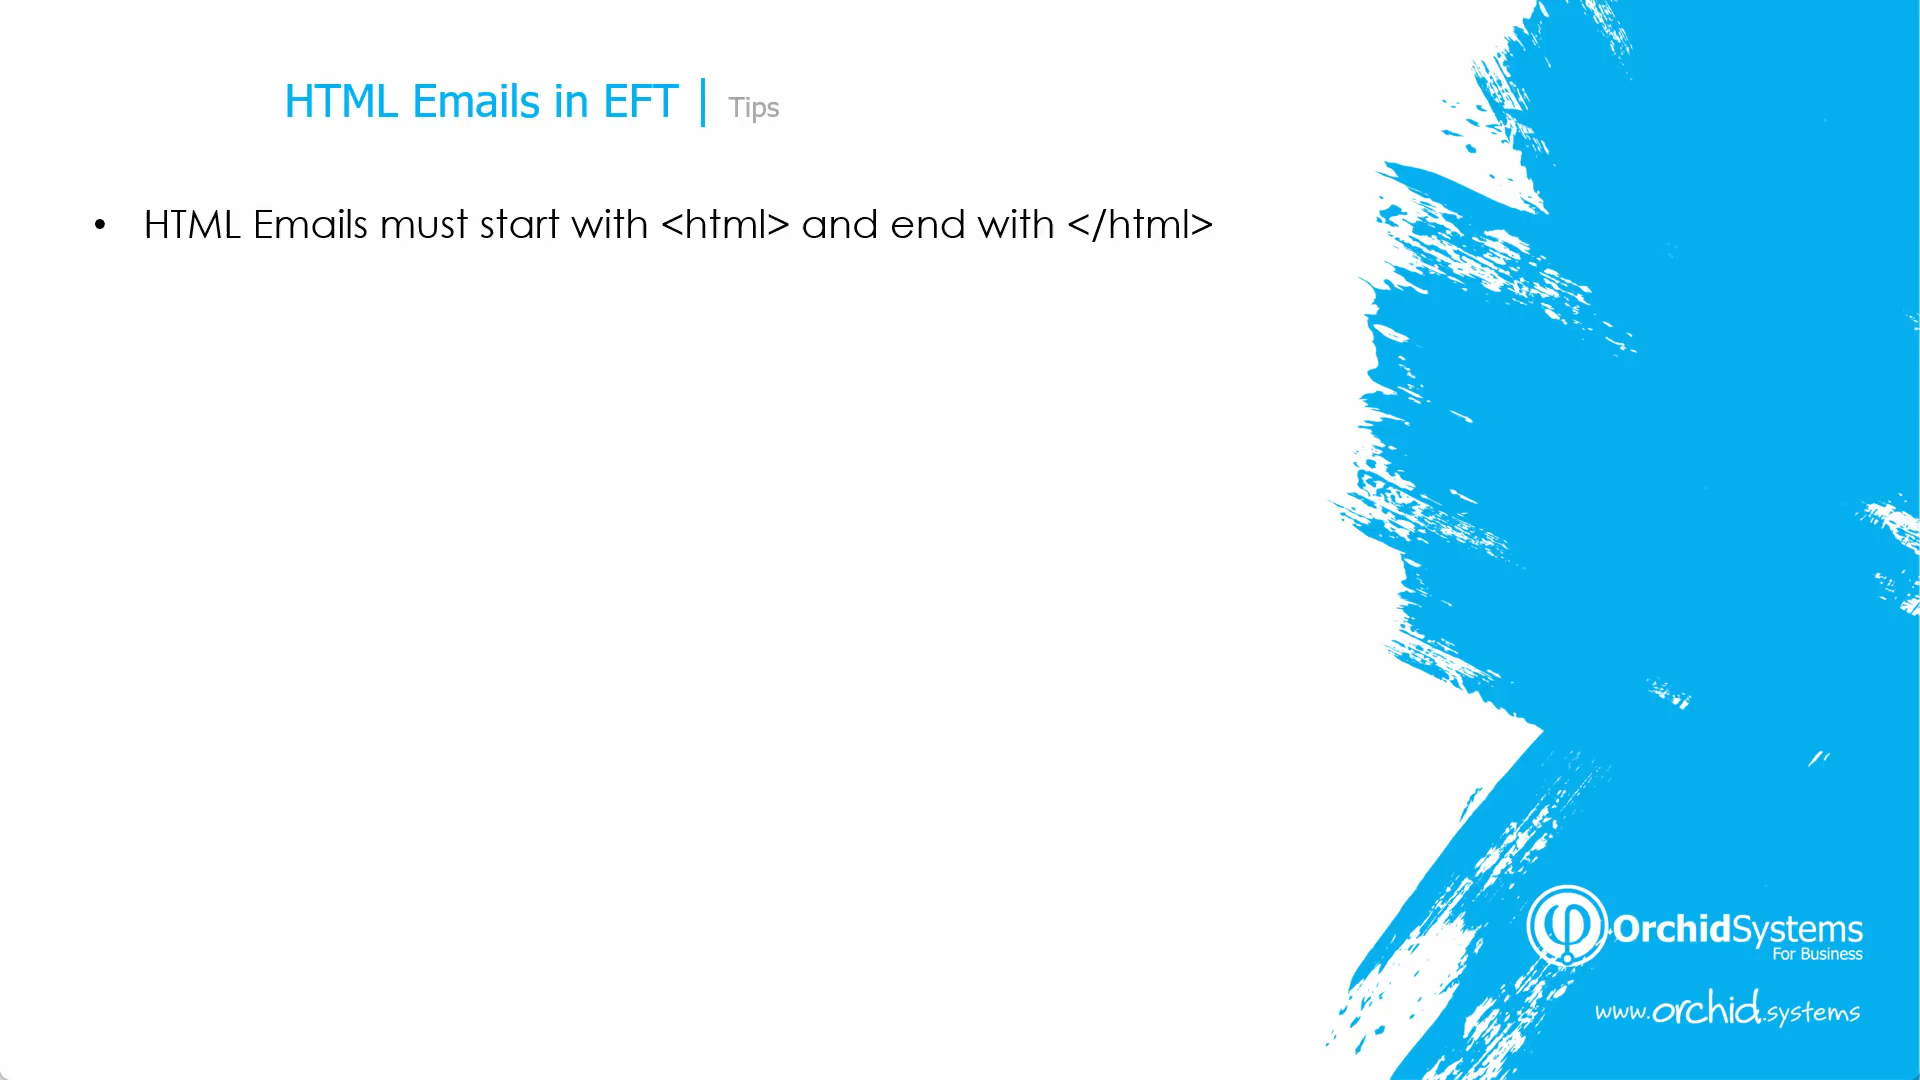 HTML Emails in EFT | Tips
• HTML Emails must start with <html> and end with </html>
OrchidSystems
For Business
www.orchid.systems